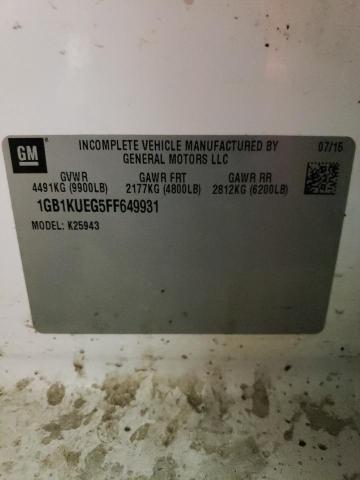 GM
INCOMPLETE VEHICLE MANUFACTURED BY
GENERAL MOTORS LLC
07/15
GVWR GAWR FRT GAWR RR
4491KG (9900LB) 2177KG (4800LB) 2812KG (6200LB)
1GB1KUEG5FF649931
MODEL: K25943